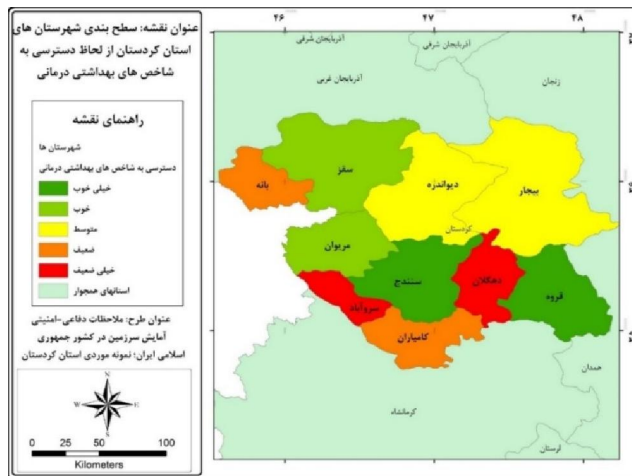 عنوان نقشه: سطح بندی شهرستان های
استان کردستان از لحاظ دسترسی به
شاخص های بهداشتی درمانی
راهنمای نقشه
شهرستان ها
دسترسی به شاخص های بهداشتی درمانی
خیلی خوب
خوب
متوسط
ضعیف
خیلی ضعیف
استانهای همجوار
عنوان طرح: ملاحظات دفاعی-امنیتی
آمایش سرزمین در کشور جمهوری
اسلامی ایران؛ نمونه موردی استان کردستان
N
W E
S
0 25 50 100
Kilometers
۴۶ ۴۷ ۴۸
آذربایجان شرقی
آذربایجان شرقی
آذربایجان غربی
زنجان
سقز
بانه
دیواندره
بیجار
کردستان
مریوان
سنندج
دهگلان
قروه
سروآباد
کامیاران
همدان
کرمانشاه
لرستان